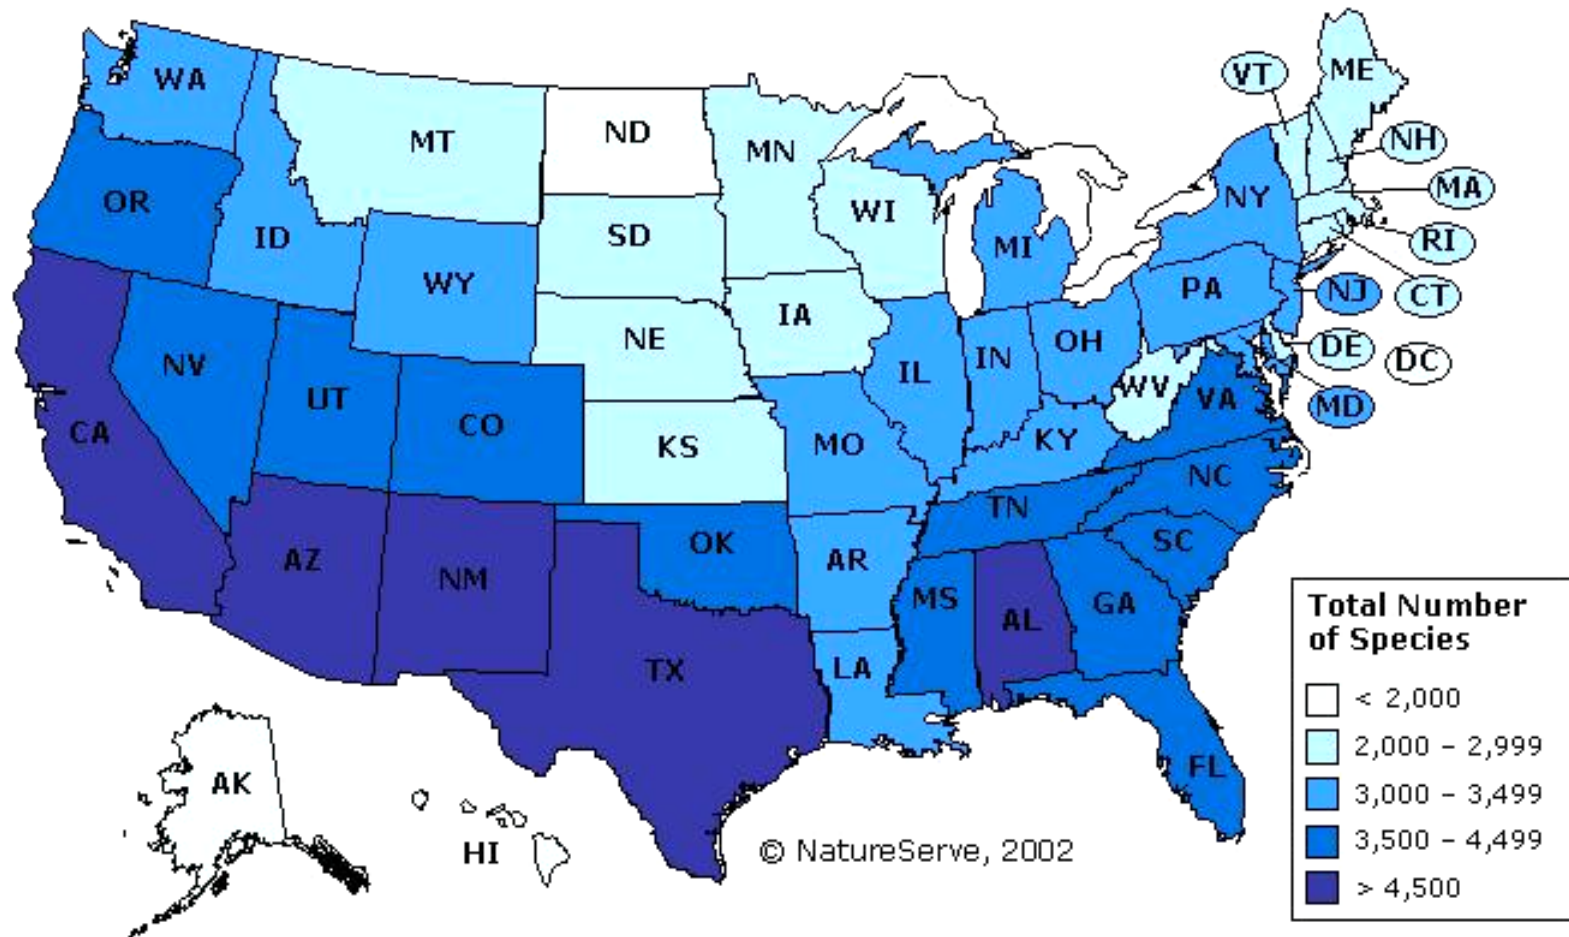 WA
MT
ND
MN
VT
ME
NH
OR
ID
SD
WI
NY
MA
MI
RI
WY
PA
NJ
CT
NE
IA
OH
DE
DC
NV
UT
CO
IL
IN
WV
VA
MD
CA
KS
MO
KY
NC
TN
AZ
NM
OK
AR
SC
MS
AL
GA
TX
LA
FL
AK
HI
© NatureServe, 2002
Total Number
of Species
< 2,000
2,000 – 2,999
3,000 – 3,499
3,500 – 4,499
> 4,500